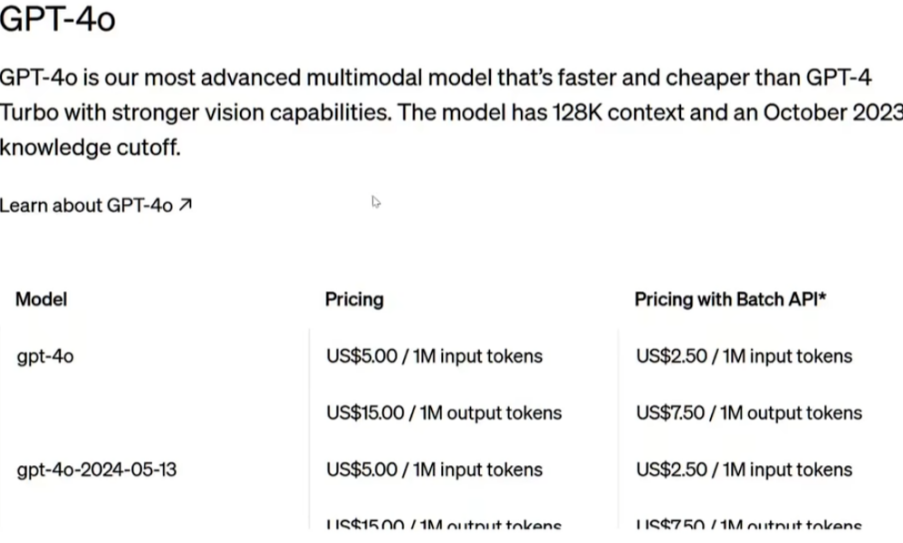 GPT-4o
GPT-4o is our most advanced multimodal model that's faster and cheaper than GPT-4
Turbo with stronger vision capabilities. The model has 128K context and an October 2023
knowledge cutoff.
Learn about GPT-4o ↗
Model Pricing Pricing with Batch API*
gpt-4o US$5.00 / 1M input tokens US$2.50 / 1M input tokens
US$15.00 / 1M output tokens US$7.50 / 1M output tokens
gpt-4o-2024-05-13 US$5.00 / 1M input tokens US$2.50 / 1M input tokens
US$15.00 / 1M output tokens US$7.50 / 1M output tokens